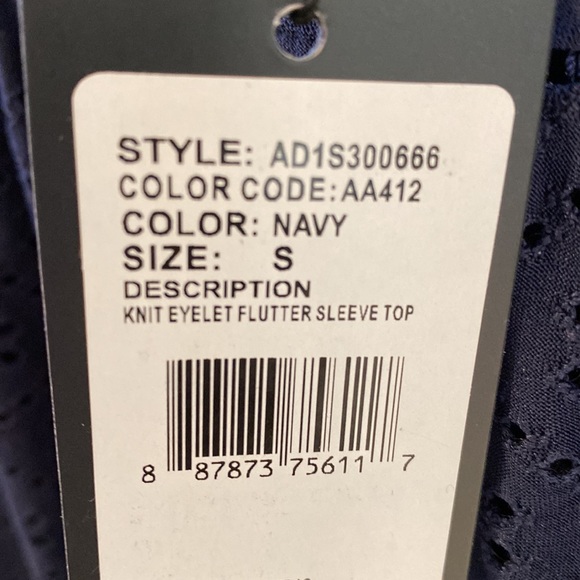 STYLE: AD1S300666
COLOR CODE: AA412
COLOR: NAVY
SIZE: S
DESCRIPTION
KNIT EYELET FLUTTER SLEEVE TOP
8 87873 75611 7